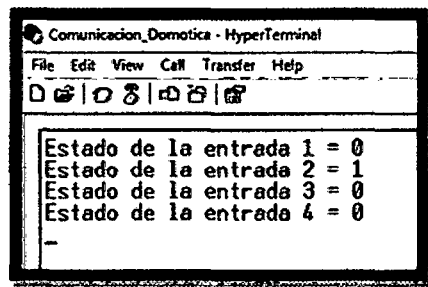 Comunicacion_Domotica - HyperTerminal
File Edit View Call Transfer Help
Estado de la entrada 1 = 0
Estado de la entrada 2 = 1
Estado de la entrada 3 = 0
Estado de la entrada 4 = 0